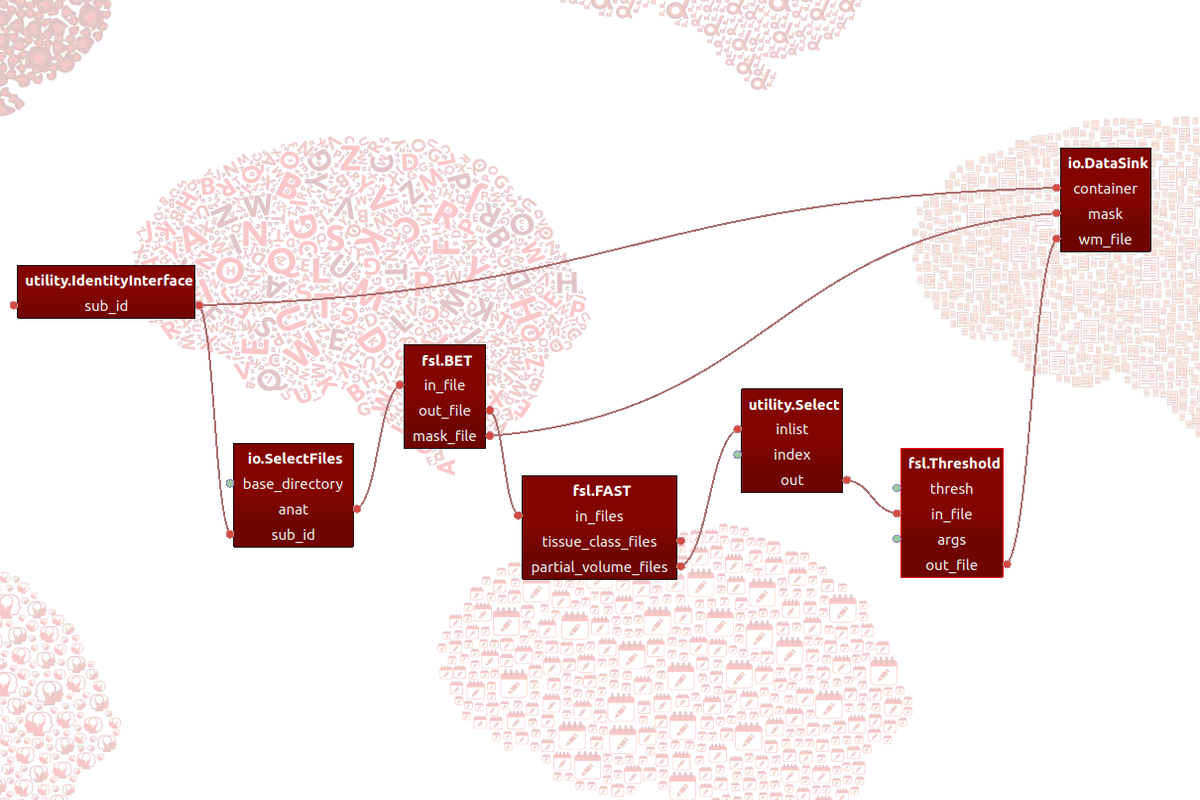 utility.IdentityInterface
sub_id
io.SelectFiles
base_directory
anat
sub_id
fsl.BET
in_file
out_file
mask_file
fsl.FAST
in_files
tissue_class_files
partial_volume_files
utility.Select
inlist
index
out
fsl.Threshold
thresh
in_file
args
out_file
io.DataSink
container
mask
wm_file